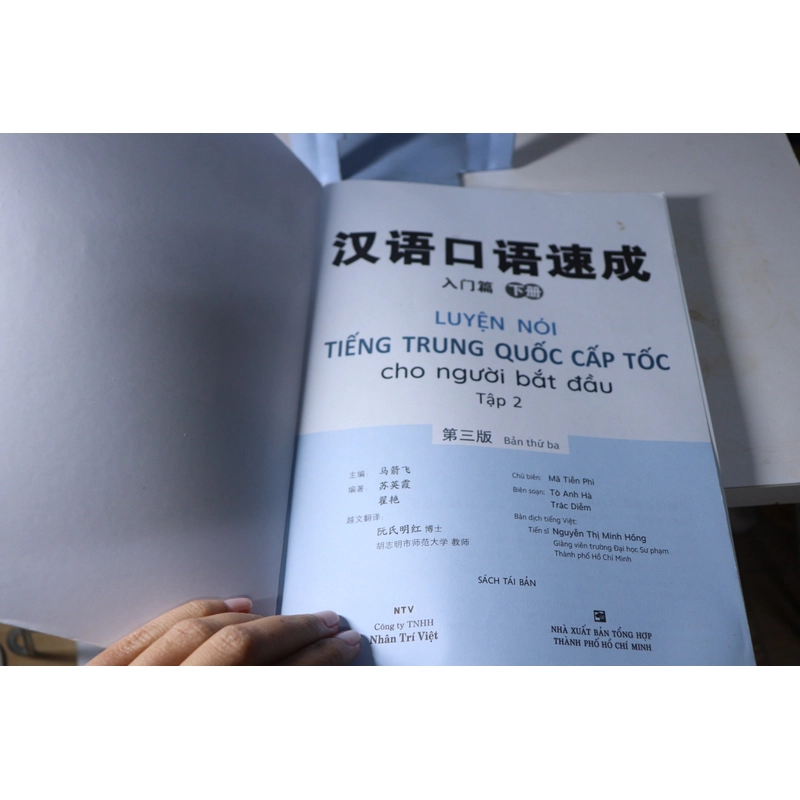 汉语口语速成
入门篇 下册
LUYỆN NÓI
TIẾNG TRUNG QUỐC CẤP TỐC
cho người bắt đầu
Tập 2
第三版 Bản thứ ba
主编: 马箭飞
编著: 苏英霞
翟艳
越文翻译:
阮氏明红 博士
胡志明市师范大学 教师
Chủ biên: Mã Tiễn Phi
Biên soạn: Tô Anh Hà
Trác Diễm
Bản dịch tiếng Việt:
Tiến sĩ Nguyễn Thị Minh Hồng
Giảng viên trường Đại học Sư phạm
Thành phố Hồ Chí Minh
SÁCH TÁI BẢN
NTV
Công ty TNHH
Nhân Trí Việt
NHÀ XUẤT BẢN TỔNG HỢP
THÀNH PHỐ HỒ CHÍ MINH